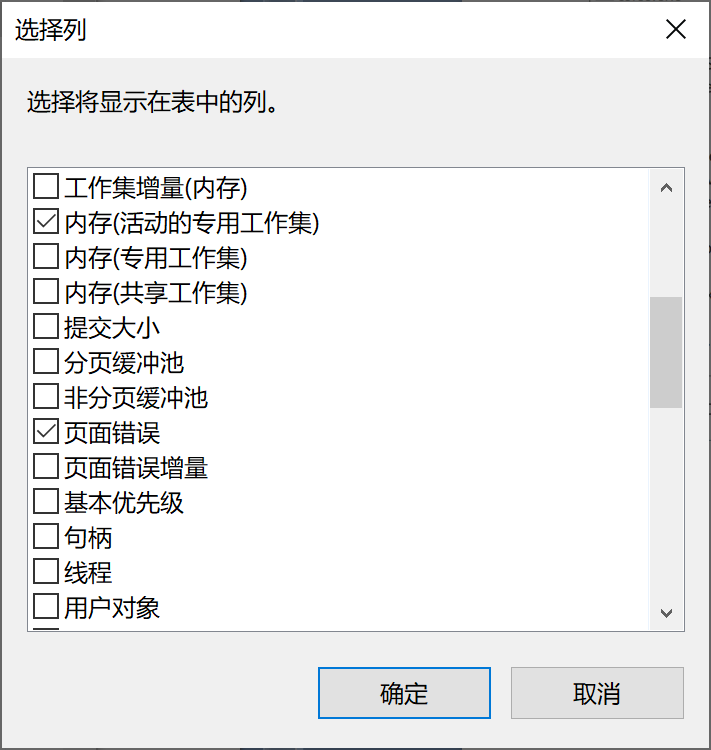 选择列
选择将显示在表中的列。
工作集增量(内存)
内存(活动的专用工作集)
内存(专用工作集)
内存(共享工作集)
提交大小
分页缓冲池
非分页缓冲池
页面错误
页面错误增量
基本优先级
句柄
线程
用户对象
确定
取消